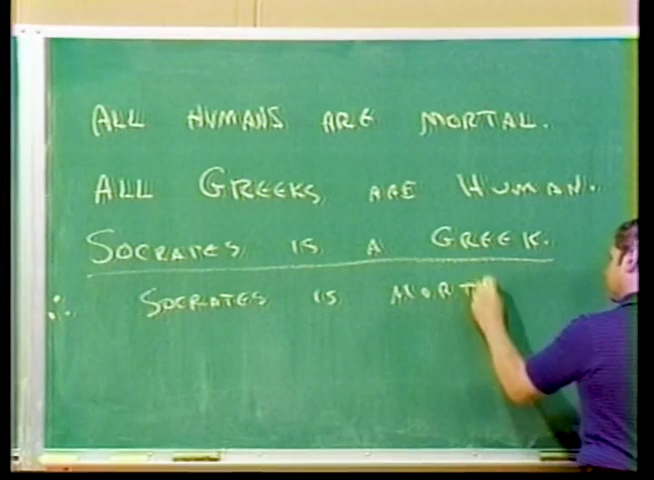 ALL HUMANS ARE MORTAL.
ALL GREEKS ARE HUMAN.
SOCRATES IS A GREEK.
∴ SOCRATES IS MORT